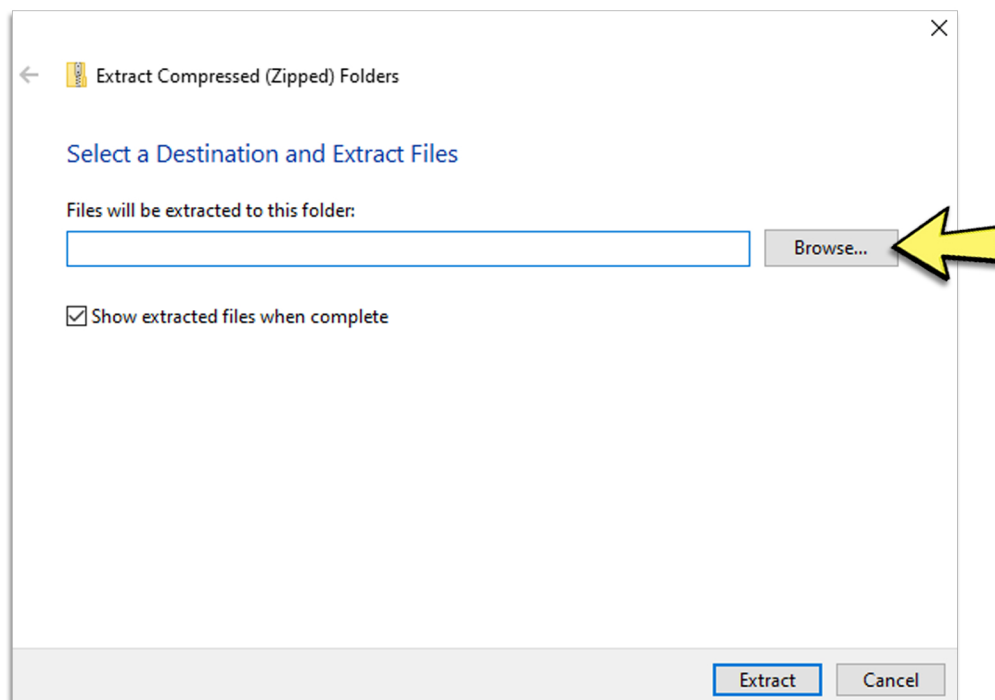 Extract Compressed (Zipped) Folders
Select a Destination and Extract Files
Files will be extracted to this folder:
Browse...
Show extracted files when complete
Extract
Cancel